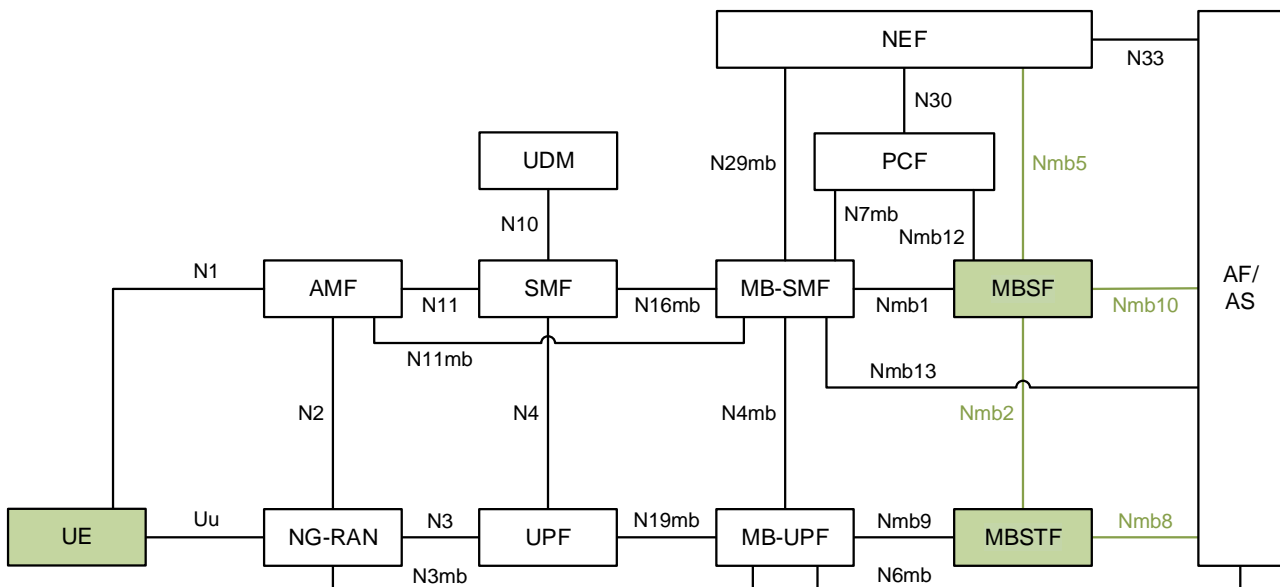 NEF
N33
N30
UDM
PCF
N29mb
Nmb5
N7mb
N10
Nmb12
N1
AMF
N11
SMF
N16mb
MB-SMF
Nmb1
MBSF
Nmb10
AF/
AS
N11mb
Nmb13
N2
N4
N4mb
Nmb2
UE
Uu
NG-RAN
N3
UPF
N19mb
MB-UPF
Nmb9
MBSTF
Nmb8
N3mb
N6mb